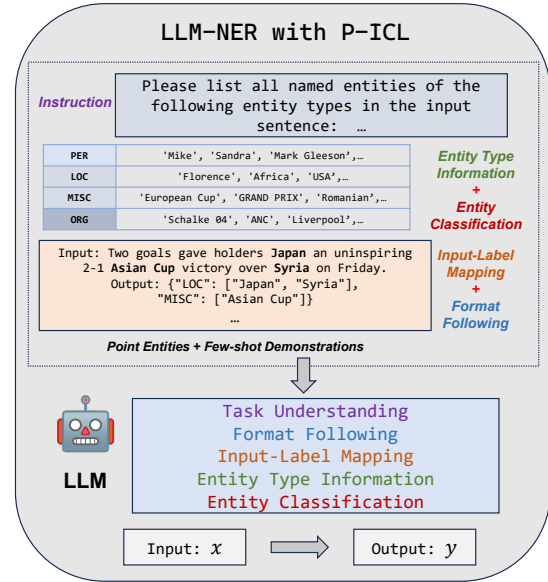 LLM-NER with P-ICL
Instruction
Please list all named entities of the
following entity types in the input
sentence: …
PER 'Mike', 'Sandra', 'Mark Gleeson',…
LOC 'Florence', 'Africa', 'USA',…
MISC 'European Cup', 'GRAND PRIX', 'Romanian',…
ORG 'Schalke 04', 'ANC', 'Liverpool',…
Entity Type
Information
+
Entity
Classification
Input: Two goals gave holders Japan an uninspiring
2-1 Asian Cup victory over Syria on Friday.
Output: {"LOC": ["Japan", "Syria"],
"MISC": ["Asian Cup"]}
…
Input-Label
Mapping
+
Format
Following
Point Entities + Few-shot Demonstrations
LLM
Task Understanding
Format Following
Input-Label Mapping
Entity Type Information
Entity Classification
Input: x
Output: y